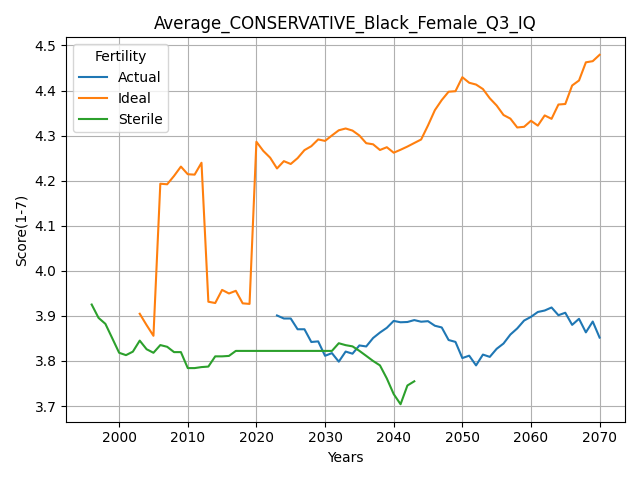 Average_CONSERVATIVE_Black_Female_Q3_IQ
Fertility
Actual
Ideal
Sterile
Score(1-7)
4.5
4.4
4.3
4.2
4.1
4.0
3.9
3.8
3.7
2000 2010 2020 2030 2040 2050 2060 2070
Years